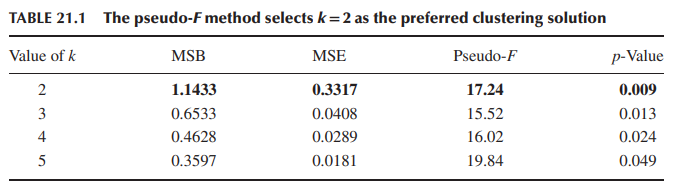 TABLE 21.1 The pseudo-F method selects k = 2 as the preferred clustering solution
Value of k MSB MSE Pseudo-F p-Value
2 1.1433 0.3317 17.24 0.009
3 0.6533 0.0408 15.52 0.013
4 0.4628 0.0289 16.02 0.024
5 0.3597 0.0181 19.84 0.049